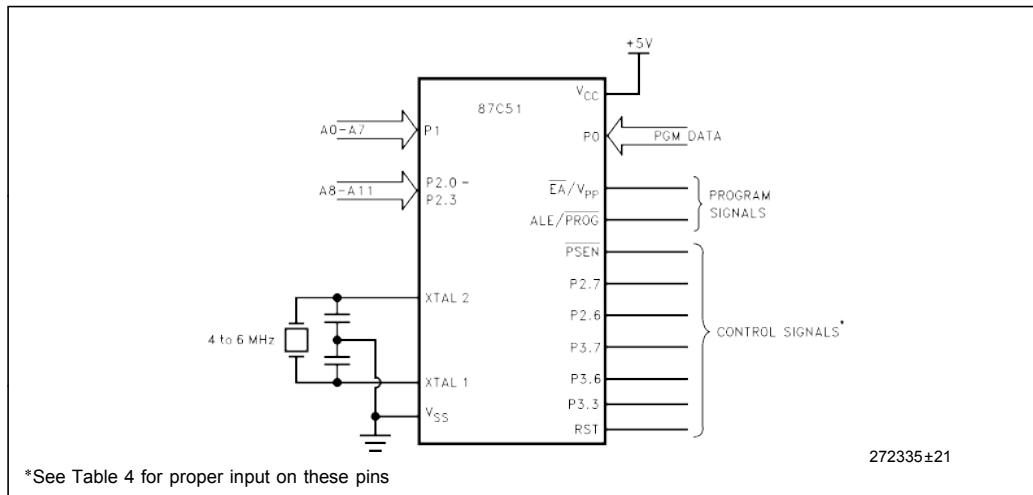 +5V
VCC
87C51
A0-A7
P1
P0
PGM DATA
A8-A11
P2.0 -
P2.3
EA/VPP
ALE/PROG
PROGRAM
SIGNALS
PSEN
P2.7
XTAL 2
P2.6
4 to 6 MHz
P3.7
CONTROL SIGNALS*
P3.6
XTAL 1
P3.3
VSS
RST
272335±21
*See Table 4 for proper input on these pins